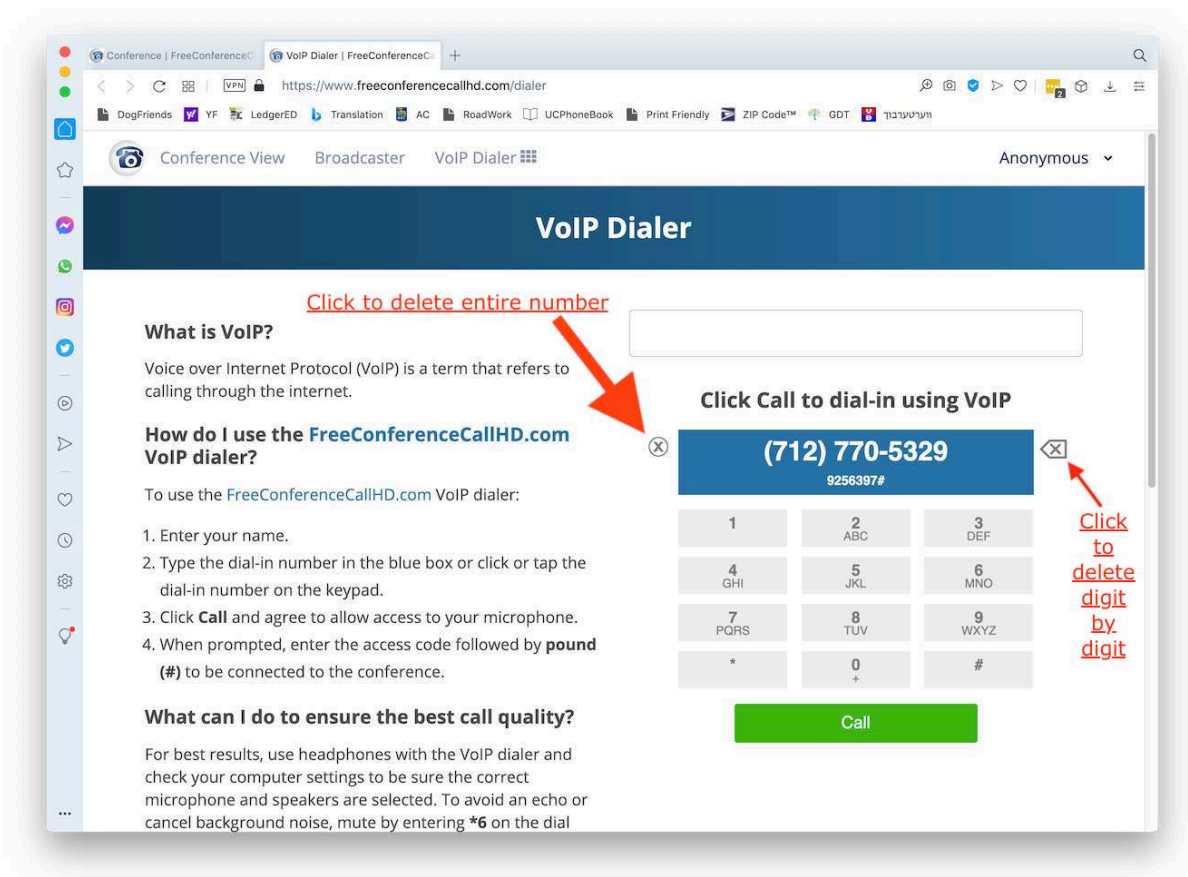 Conference | FreeConferenceC
VoIP Dialer | FreeConferenceCa
VPN
https://www.freeconferencecallhd.com/dialer
2
DogFriends
YF
LedgerED
Translation
AC
RoadWork
UCPhoneBook
Print Friendly
ZIP Code™
GDT
Conference View
Broadcaster
VoIP Dialer
Anonymous
VoIP Dialer
Click to delete entire number
What is VoIP?
Voice over Internet Protocol (VoIP) is a term that refers to
calling through the internet.
How do I use the FreeConferenceCallHD.com
VoIP dialer?
To use the FreeConferenceCallHD.com VoIP dialer:
1. Enter your name.
2. Type the dial-in number in the blue box or click or tap the
dial-in number on the keypad.
3. Click Call and agree to allow access to your microphone.
4. When prompted, enter the access code followed by pound
(#) to be connected to the conference.
What can I do to ensure the best call quality?
For best results, use headphones with the VoIP dialer and
check your computer settings to be sure the correct
microphone and speakers are selected. To avoid an echo or
cancel background noise, mute by entering *6 on the dial
Click Call to dial-in using VoIP
(712) 770-5329
9256397#
1
2
ABC
3
DEF
4
GHI
5
JKL
6
MNO
7
PQRS
8
TUV
9
WXYZ
*
0
+
#
Call
Click
to
delete
digit
by
digit